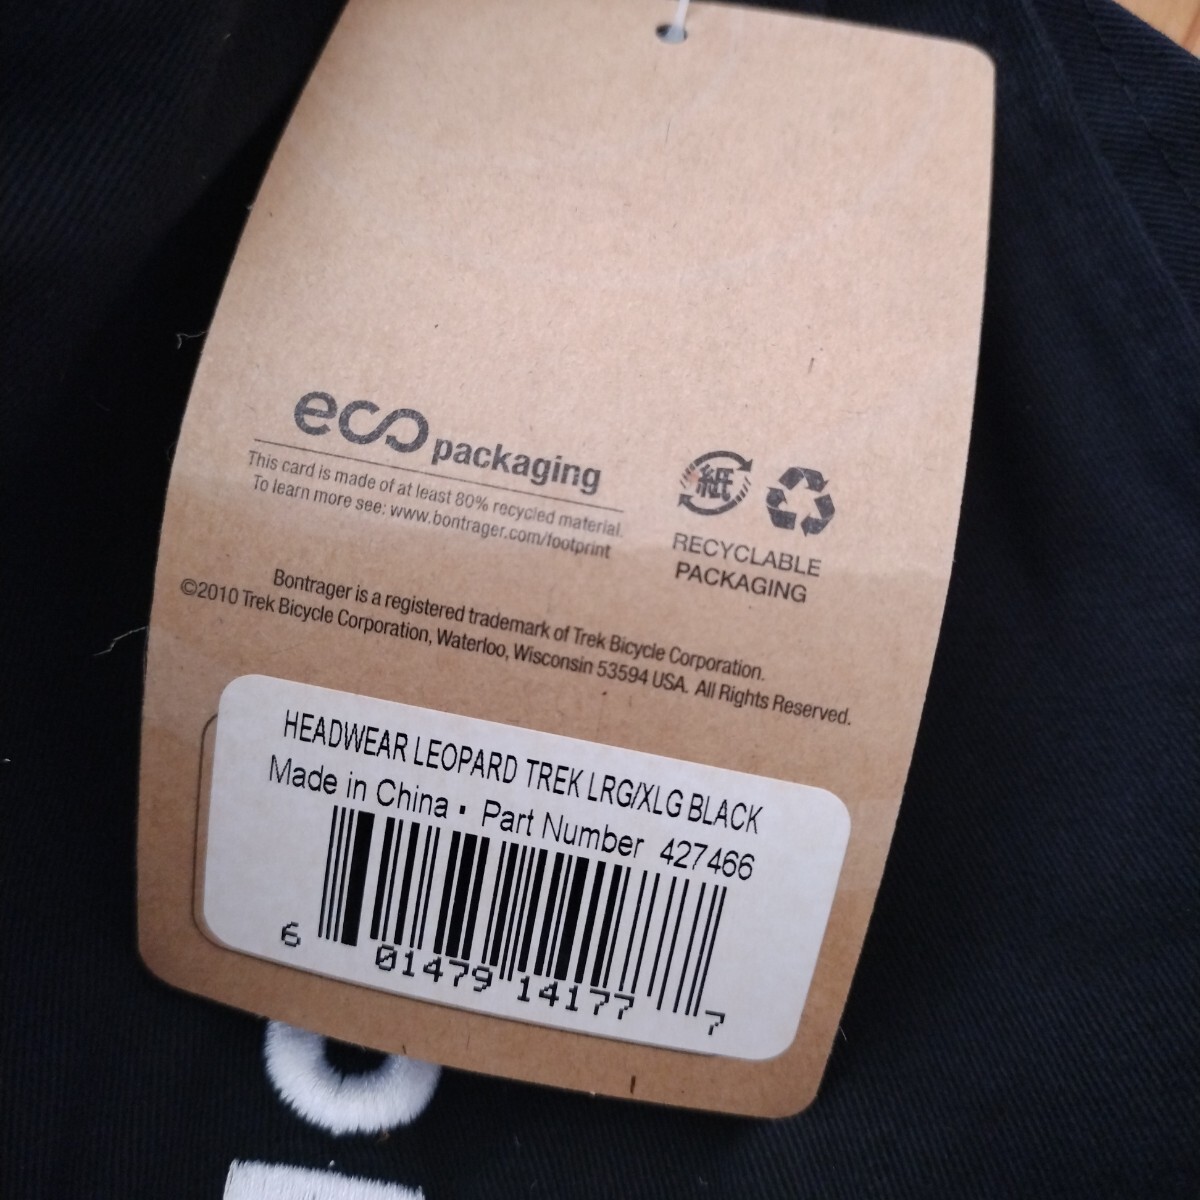 eco packaging
This card is made of at least 80% recycled material.
To learn more see: www.bontrager.com/footprint
紙
RECYCLABLE
PACKAGING
Bontrager is a registered trademark of Trek Bicycle Corporation.
©2010 Trek Bicycle Corporation, Waterloo, Wisconsin 53594 USA. All Rights Reserved.
HEADWEAR LEOPARD TREK LRG/XLG BLACK
Made in China · Part Number 427466
6 01479 14177 7